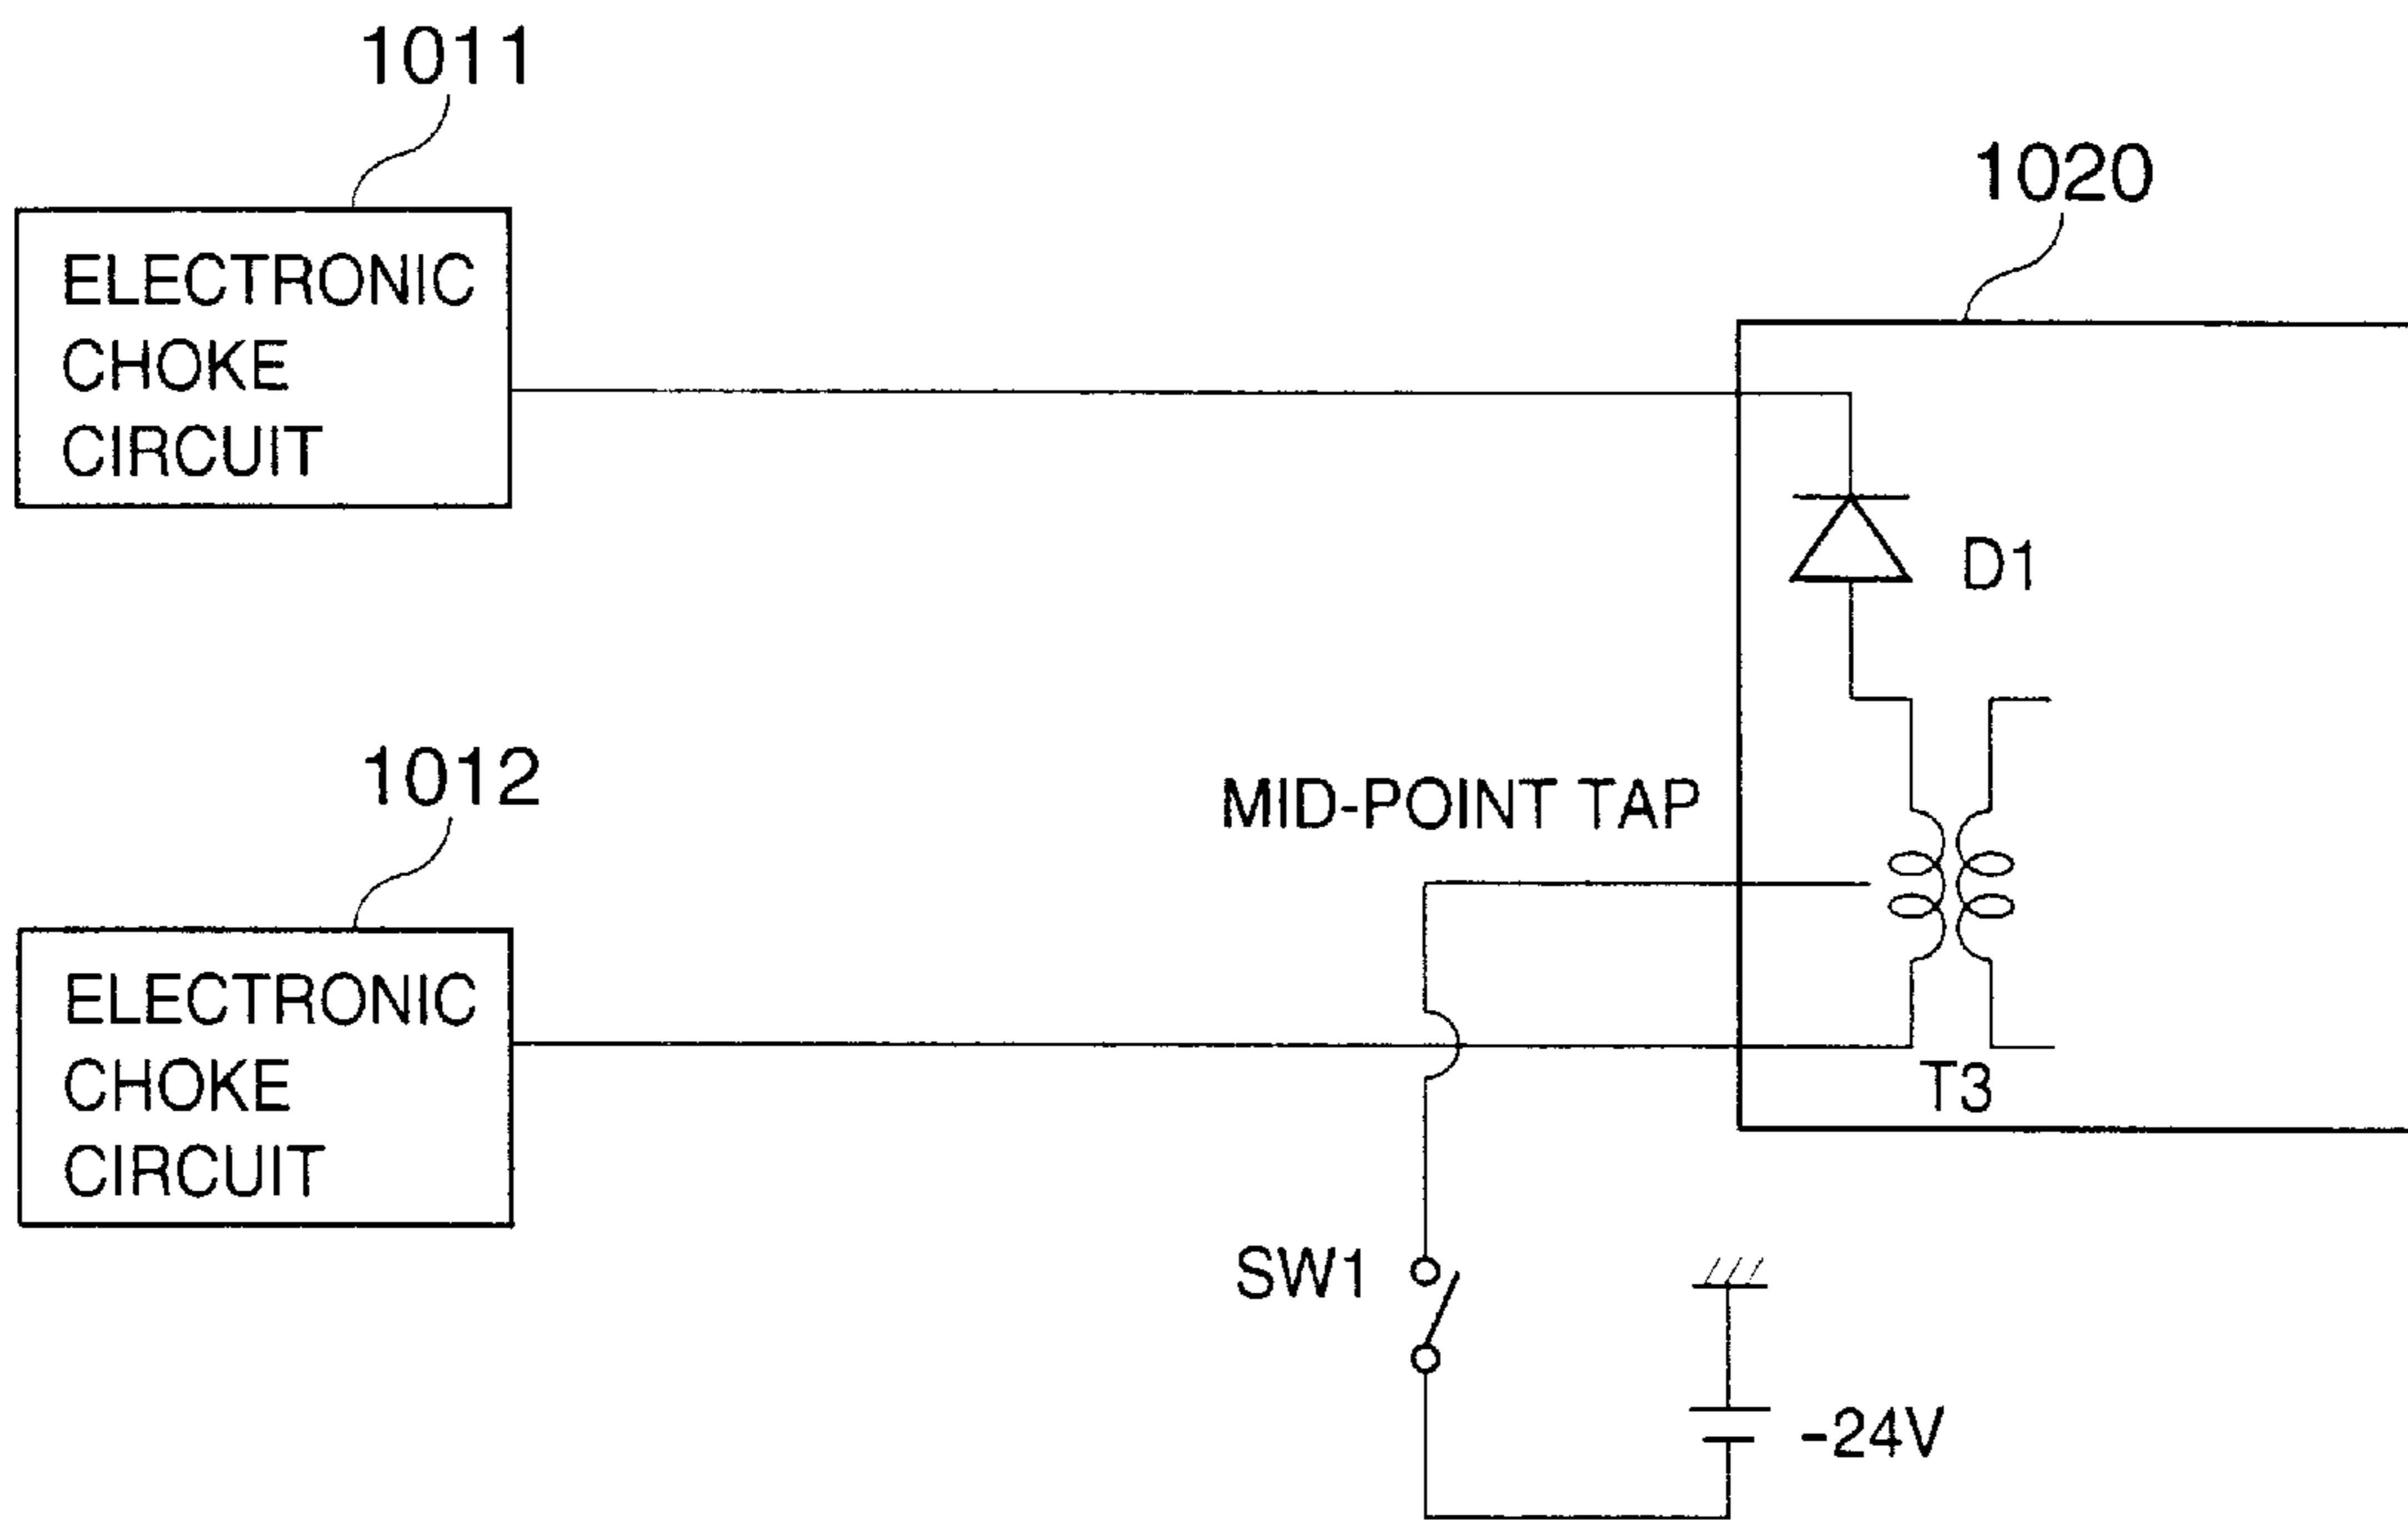 1011
1020
ELECTRONIC
CHOKE
CIRCUIT
D1
1012
MID-POINT TAP
ELECTRONIC
CHOKE
CIRCUIT
T3
SW1
-24V